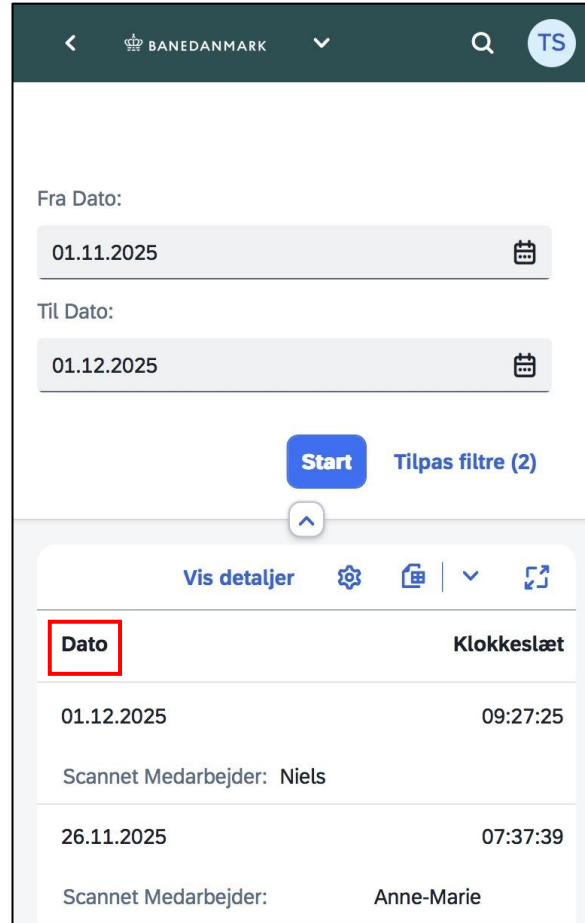 BANEDANMARK TS
Fra Dato:
01.11.2025
Til Dato:
01.12.2025
Start Tilpas filtre (2)
Vis detaljer
Dato Klokkeslæt
01.12.2025 09:27:25
Scannet Medarbejder: Niels
26.11.2025 07:37:39
Scannet Medarbejder: Anne-Marie